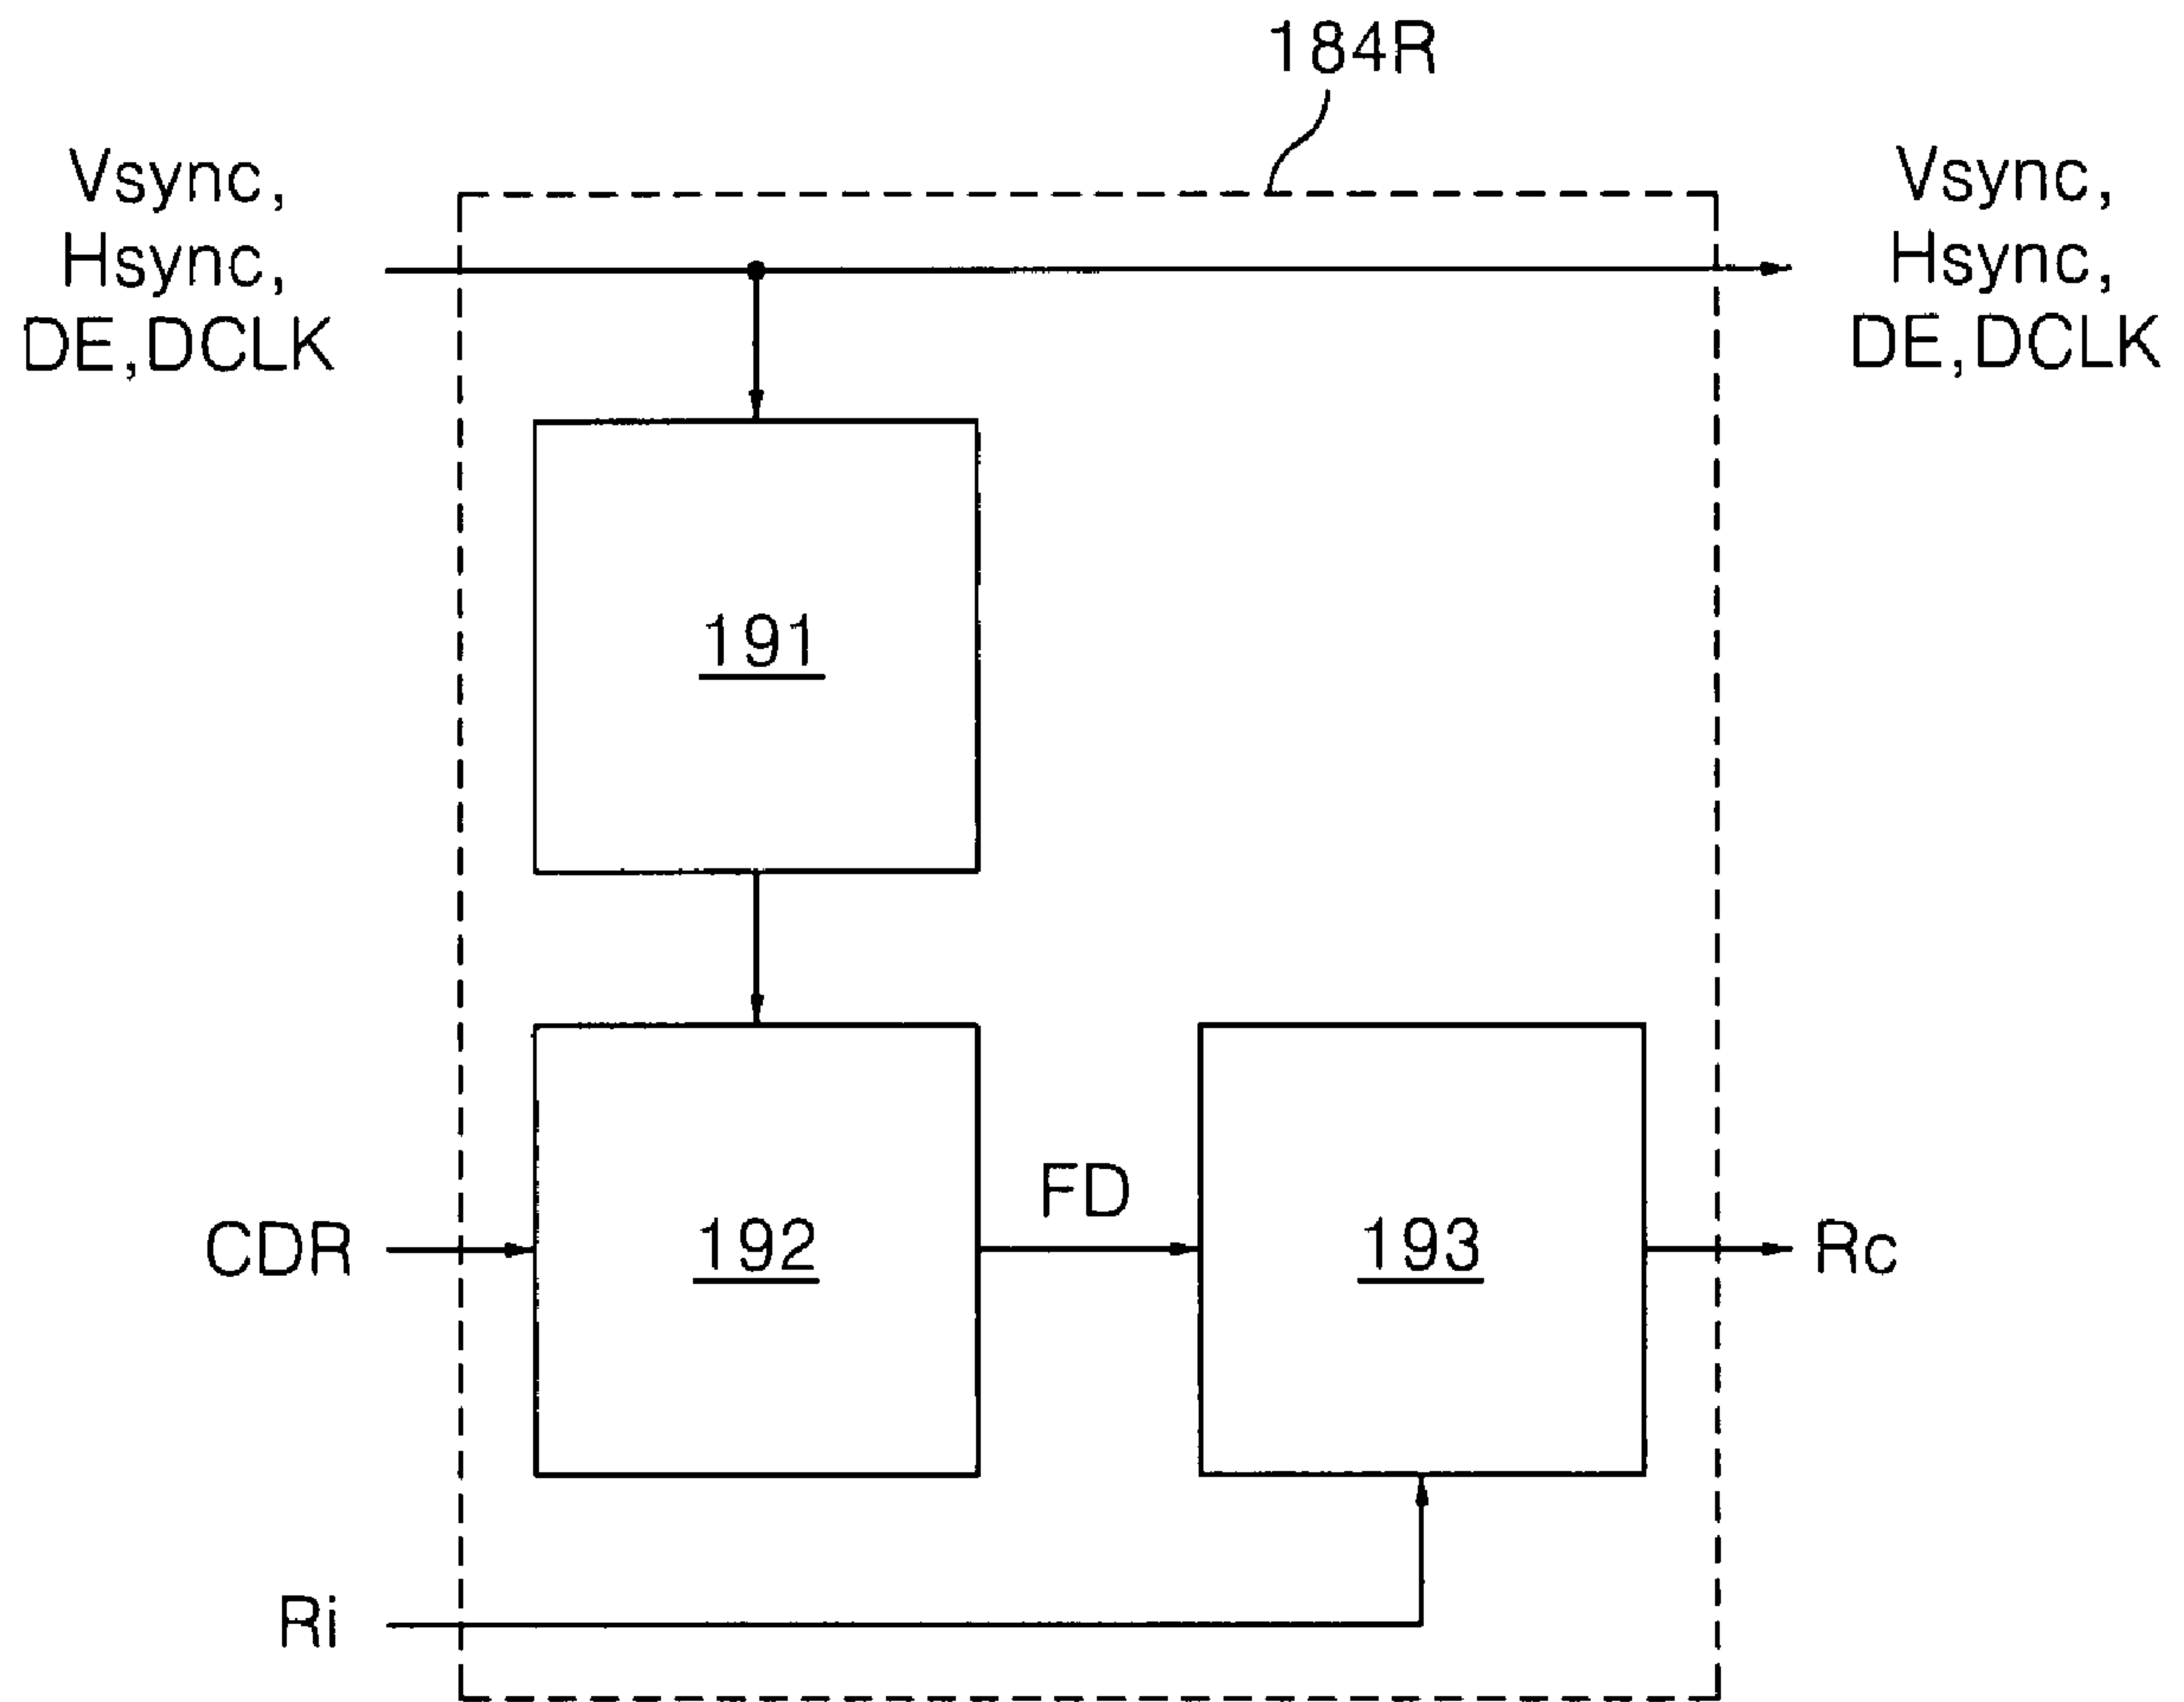 184R
Vsync,
Hsync,
DE,DCLK
Vsync,
Hsync,
DE,DCLK
191
CDR
192
FD
193
Rc
Ri